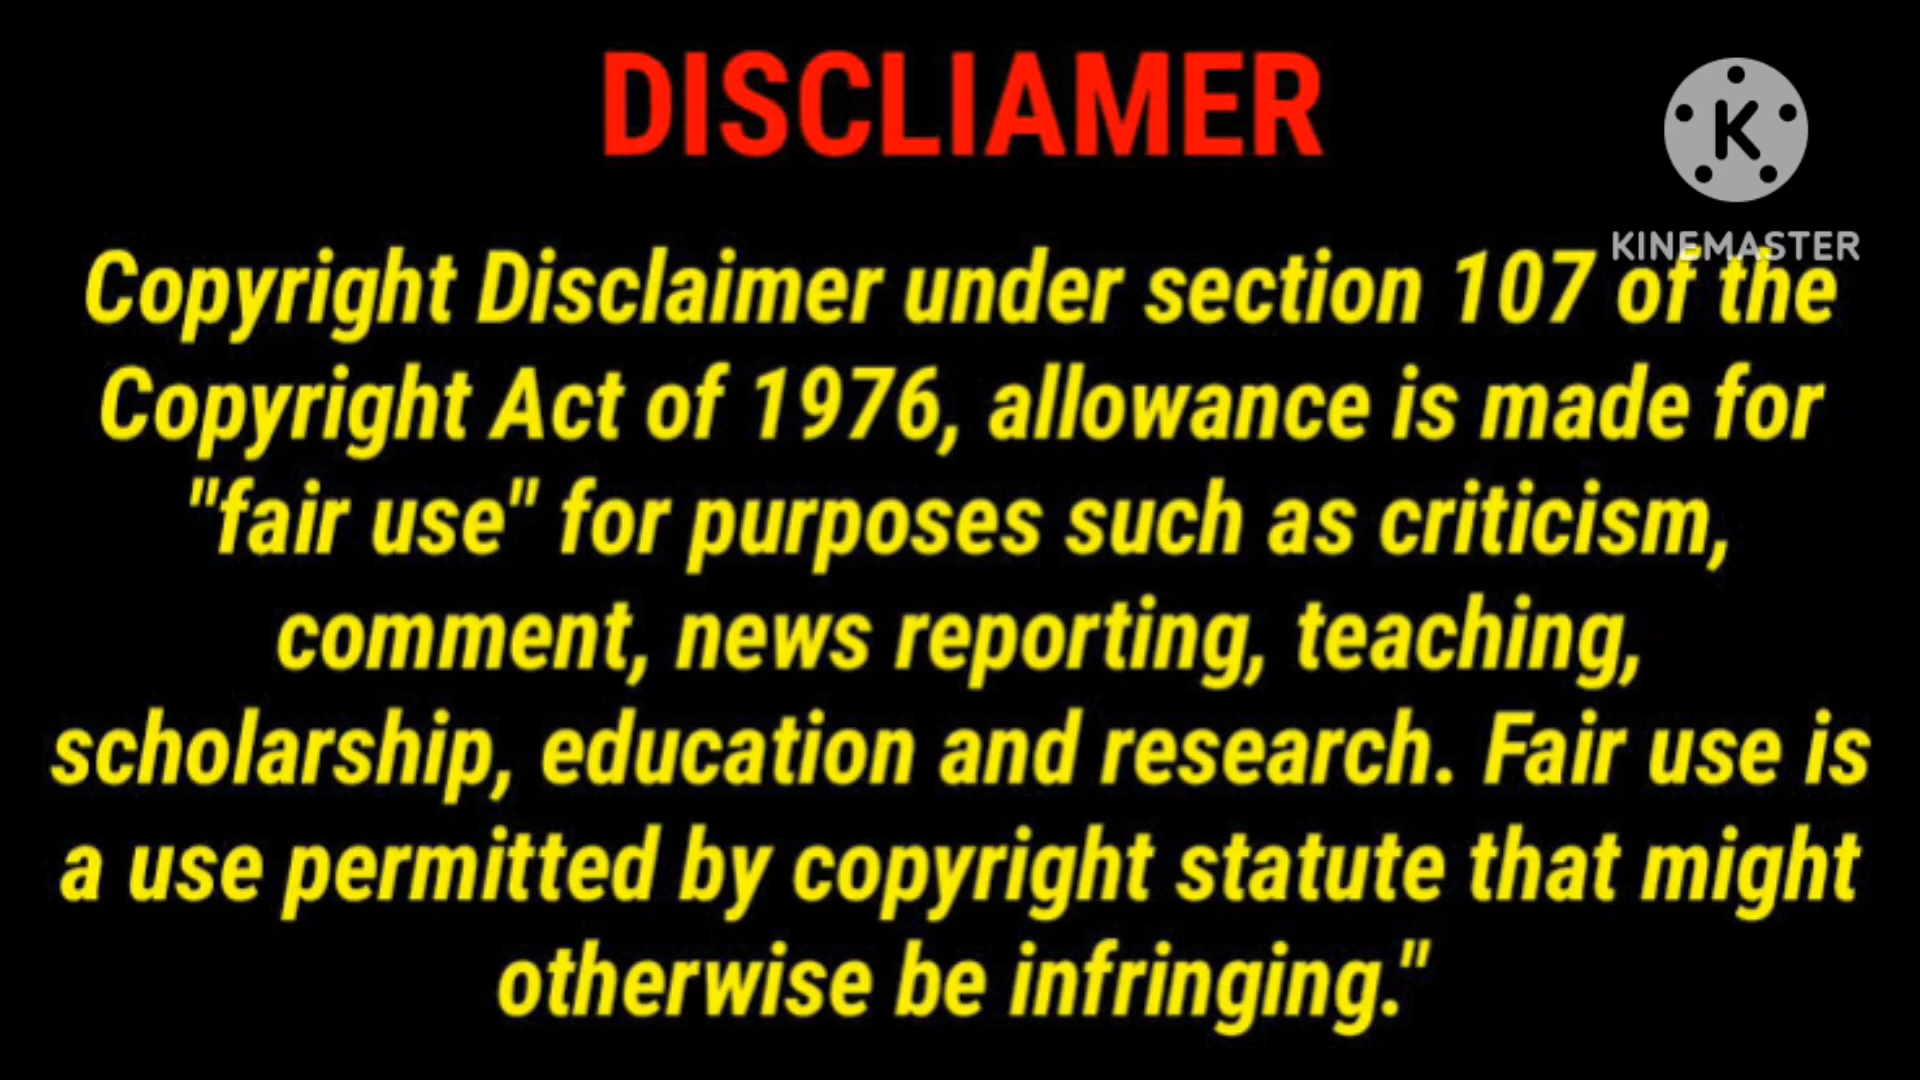 DISCLIAMER
K
KINEMASTER
Copyright Disclaimer under section 107 of the
Copyright Act of 1976, allowance is made for
"fair use" for purposes such as criticism,
comment, news reporting, teaching,
scholarship, education and research. Fair use is
a use permitted by copyright statute that might
otherwise be infringing."